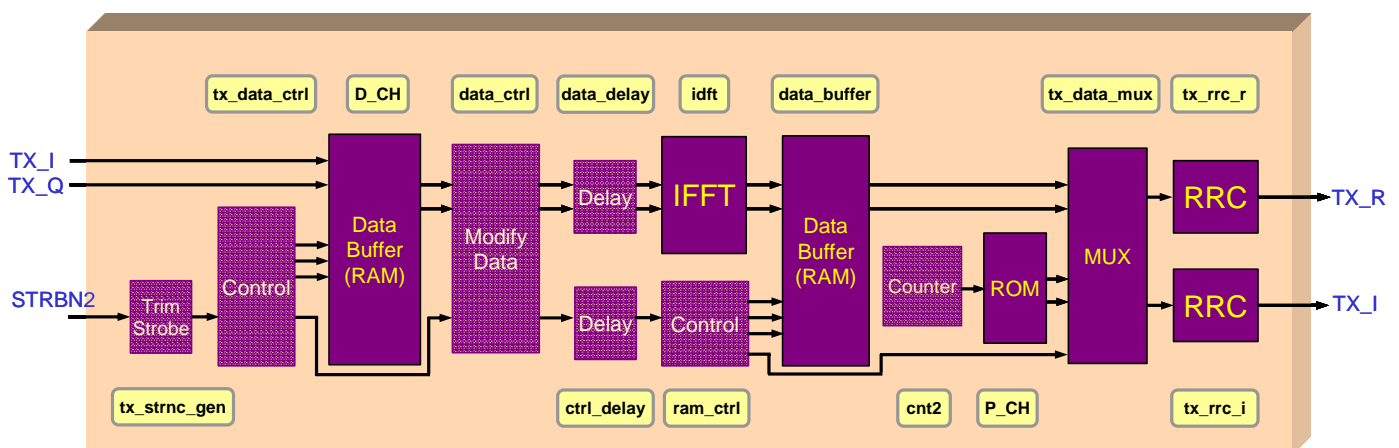 tx_data_ctrl
D_CH
data_ctrl
data_delay
idft
data_buffer
tx_data_mux
tx_rrc_r
TX_I
TX_Q
STRBN2
Trim
Strobe
Control
Data
Buffer
(RAM)
Modify
Data
Delay
IFFT
Delay
Control
Data
Buffer
(RAM)
Counter
ROM
MUX
RRC
RRC
TX_R
TX_I
tx_strnc_gen
ctrl_delay
ram_ctrl
cnt2
P_CH
tx_rrc_i